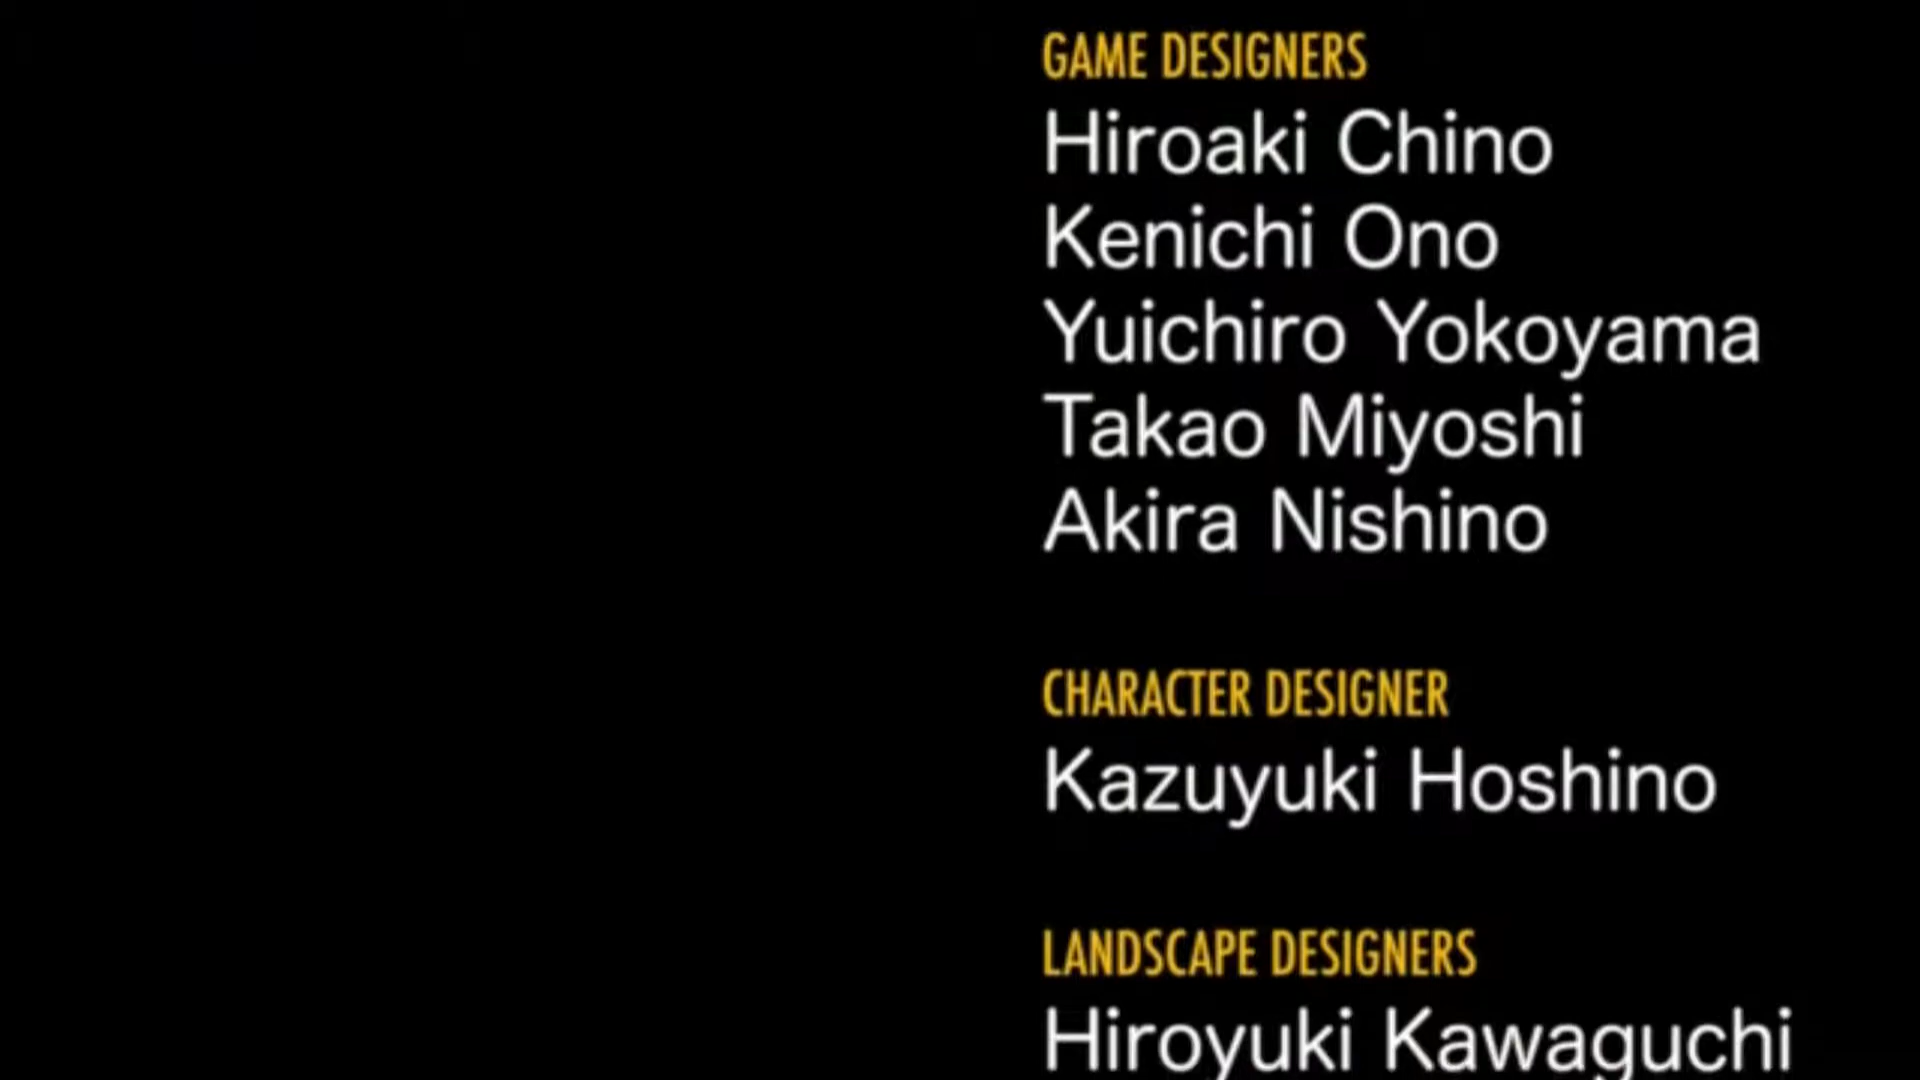 GAME DESIGNERS
Hiroaki Chino
Kenichi Ono
Yuichiro Yokoyama
Takao Miyoshi
Akira Nishino
CHARACTER DESIGNER
Kazuyuki Hoshino
LANDSCAPE DESIGNERS
Hiroyuki Kawaguchi